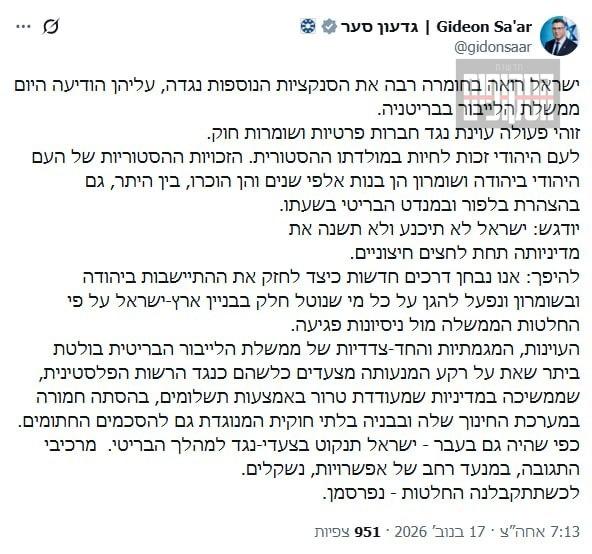 Gideon Sa'ar | גדעון סער
@gidonsaar
חדשות
הסקופים
ישראל רואה בחומרה רבה את הסנקציות הנוספות נגדה, עליהן הודיעה היום
ממשלת הלייבור בבריטניה.
זוהי פעולה עוינת נגד חברות פרטיות ושומרות חוק.
לעם היהודי זכות לחיות במולדתו ההסטורית. הזכויות ההסטוריות של העם
היהודי ביהודה ושומרון הן בנות אלפי שנים והן הוכרו, בין היתר, גם
בהצהרת בלפור ובמנדט הבריטי בשעתו.
יודגש: ישראל לא תיכנע ולא תשנה את
מדיניותה תחת לחצים חיצוניים.
להיפך: אנו נבחן דרכים חדשות כיצד לחזק את ההתיישבות ביהודה
ובשומרון ונפעל להגן על כל מי שנוטל חלק בבניין ארץ-ישראל על פי
החלטות הממשלה מול ניסיונות פגיעה.
העוינות, המגמתיות והחד-צדדיות של ממשלת הלייבור הבריטית בולטת
ביתר שאת על רקע המנעותה מצעדים כלשהם כנגד הרשות הפלסטינית,
שממשיכה במדיניות שמעודדת טרור באמצעות תשלומים, בהסתה חמורה
במערכת החינוך שלה ובבניה בלתי חוקית המנוגדת גם להסכמים החתומים.
כפי שהיה גם בעבר - ישראל תנקוט בצעדי-נגד למהלך הבריטי. מרכיבי
התגובה, במנעד רחב של אפשרויות, נשקלים.
לכשתתקבלנה החלטות - נפרסמן.
7:13 אחה"צ · 17 בנוב׳ 2026 · 951 צפיות